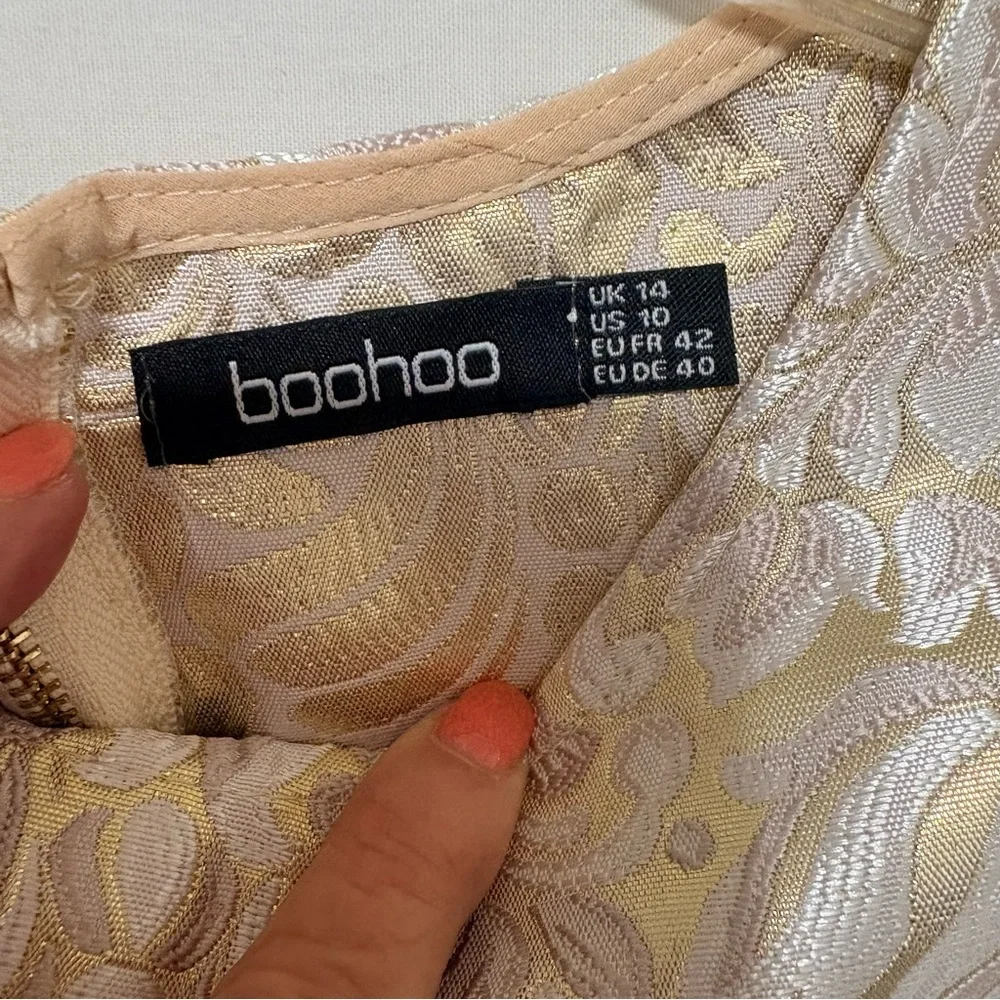 boohoo
UK 14
US 10
EU FR 42
EU DE 40